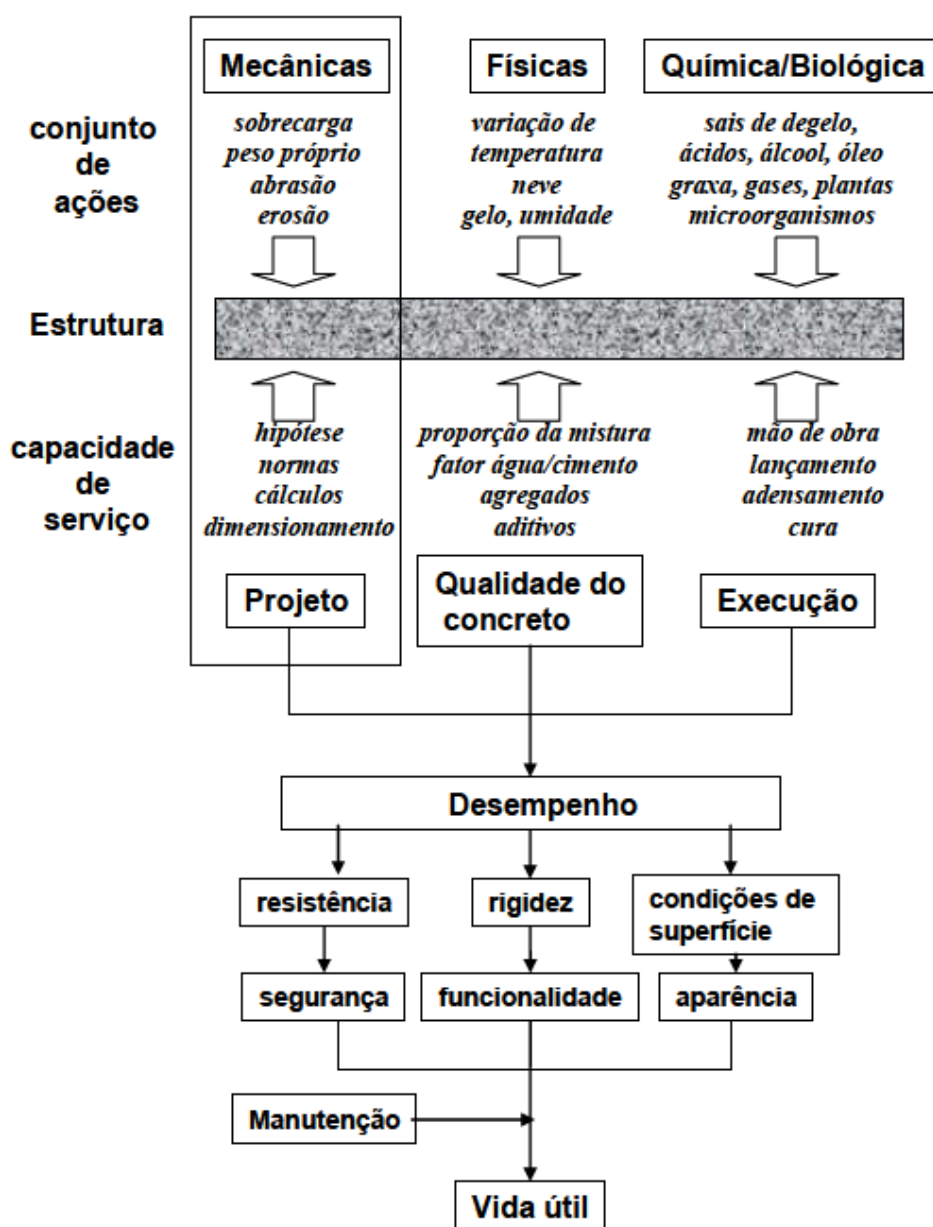 Mecânicas
Físicas
Química/Biológica
conjunto
de
ações
sobrecarga
peso próprio
abrasão
erosão
variação de
temperatura
neve
gelo, umidade
sais de degelo,
ácidos, álcool, óleo
graxa, gases, plantas
microorganismos
Estrutura
capacidade
de
serviço
hipótese
normas
cálculos
dimensionamento
proporção da mistura
fator água/cimento
agregados
aditivos
mão de obra
lançamento
adensamento
cura
Projeto
Qualidade do
concreto
Execução
Desempenho
resistência
rigidez
condições de
superfície
segurança
funcionalidade
aparência
Manutenção
Vida útil